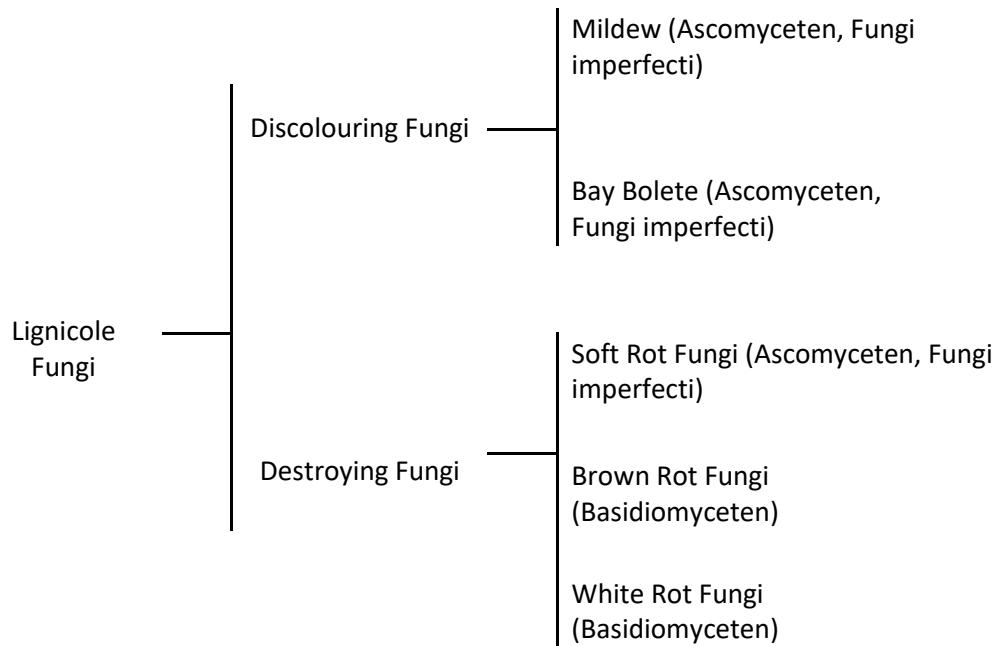 Mildew (Ascomyceten, Fungi
imperfecti)
Discolouring Fungi
Bay Bolete (Ascomyceten,
Fungi imperfecti)
Lignicole
Fungi
Soft Rot Fungi (Ascomyceten, Fungi
imperfecti)
Destroying Fungi
Brown Rot Fungi
(Basidiomyceten)
White Rot Fungi
(Basidiomyceten)